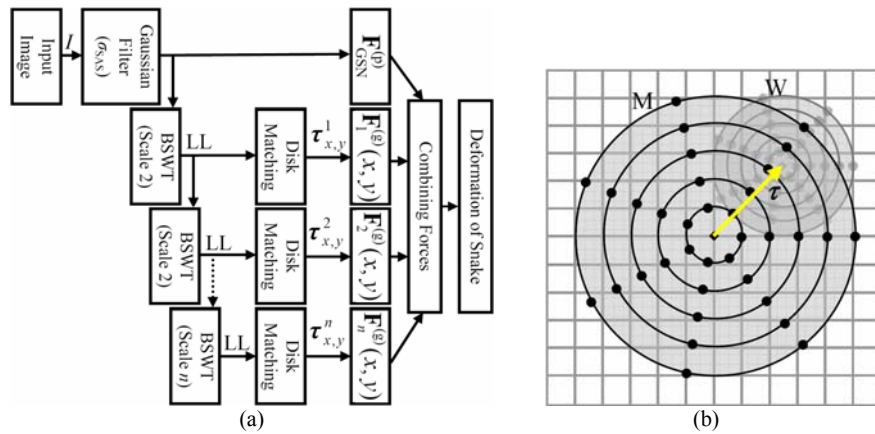 Input
Image
I
Gaussian
Filter
(σSAS)
F(p)GSN
BSWT
(Scale 2)
LL
Disk
Matching
τ1x,y
F1(g)(x, y)
BSWT
(Scale 2)
LL
Disk
Matching
τ2x,y
F2(g)(x, y)
BSWT
(Scale n)
LL
Disk
Matching
τnx,y
Fn(g)(x, y)
Combining
Forces
Deformation of Snake
(a)
M
W
τ
(b)